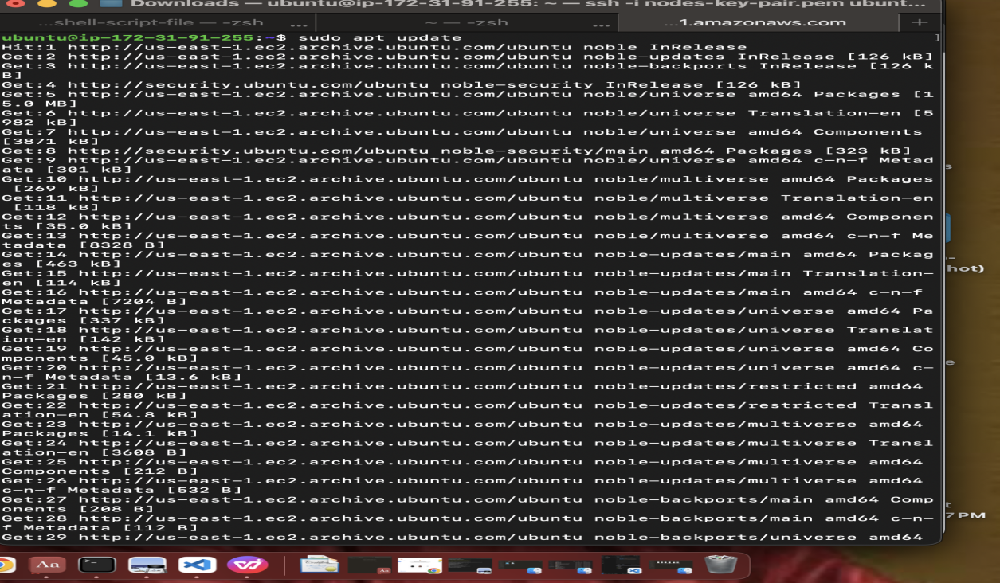 Downloads — ubuntu@ip-172-31-91-255: ~ — ssh -i nodes-key-pair.pem ubunt...
...shell-script-file — -zsh ... ~ — -zsh ... ...1.amazonaws.com +
ubuntu@ip-172-31-91-255:~$ sudo apt update ]
Hit:1 http://us-east-1.ec2.archive.ubuntu.com/ubuntu noble InRelease
Get:2 http://us-east-1.ec2.archive.ubuntu.com/ubuntu noble-updates InRelease [126 kB]
Get:3 http://us-east-1.ec2.archive.ubuntu.com/ubuntu noble-backports InRelease [126 k
B]
Get:4 http://security.ubuntu.com/ubuntu noble-security InRelease [126 kB]
Get:5 http://us-east-1.ec2.archive.ubuntu.com/ubuntu noble/universe amd64 Packages [1
5.0 MB]
Get:6 http://us-east-1.ec2.archive.ubuntu.com/ubuntu noble/universe Translation-en [5
982 kB]
Get:7 http://us-east-1.ec2.archive.ubuntu.com/ubuntu noble/universe amd64 Components
[3871 kB]
Get:8 http://security.ubuntu.com/ubuntu noble-security/main amd64 Packages [323 kB]
Get:9 http://us-east-1.ec2.archive.ubuntu.com/ubuntu noble/universe amd64 c-n-f Metad
ata [301 kB]
Get:10 http://us-east-1.ec2.archive.ubuntu.com/ubuntu noble/multiverse amd64 Packages
[269 kB]
Get:11 http://us-east-1.ec2.archive.ubuntu.com/ubuntu noble/multiverse Translation-en
[118 kB]
Get:12 http://us-east-1.ec2.archive.ubuntu.com/ubuntu noble/multiverse amd64 Componen
ts [35.0 kB]
Get:13 http://us-east-1.ec2.archive.ubuntu.com/ubuntu noble/multiverse amd64 c-n-f Me
tadata [8328 B]
Get:14 http://us-east-1.ec2.archive.ubuntu.com/ubuntu noble-updates/main amd64 Packag
es [463 kB]
Get:15 http://us-east-1.ec2.archive.ubuntu.com/ubuntu noble-updates/main Translation-
en [114 kB]
Get:16 http://us-east-1.ec2.archive.ubuntu.com/ubuntu noble-updates/main amd64 c-n-f
Metadata [7204 B]
Get:17 http://us-east-1.ec2.archive.ubuntu.com/ubuntu noble-updates/universe amd64 Pa
ckages [337 kB]
Get:18 http://us-east-1.ec2.archive.ubuntu.com/ubuntu noble-updates/universe Translat
ion-en [142 kB]
Get:19 http://us-east-1.ec2.archive.ubuntu.com/ubuntu noble-updates/universe amd64 Co
mponents [45.0 kB]
Get:20 http://us-east-1.ec2.archive.ubuntu.com/ubuntu noble-updates/universe amd64 c-
n-f Metadata [13.6 kB]
Get:21 http://us-east-1.ec2.archive.ubuntu.com/ubuntu noble-updates/restricted amd64
Packages [280 kB]
Get:22 http://us-east-1.ec2.archive.ubuntu.com/ubuntu noble-updates/restricted Transl
ation-en [54.8 kB]
Get:23 http://us-east-1.ec2.archive.ubuntu.com/ubuntu noble-updates/multiverse amd64
Packages [14.1 kB]
Get:24 http://us-east-1.ec2.archive.ubuntu.com/ubuntu noble-updates/multiverse Transl
ation-en [3608 B]
Get:25 http://us-east-1.ec2.archive.ubuntu.com/ubuntu noble-updates/multiverse amd64
Components [212 B]
Get:26 http://us-east-1.ec2.archive.ubuntu.com/ubuntu noble-updates/multiverse amd64
c-n-f Metadata [532 B]
Get:27 http://us-east-1.ec2.archive.ubuntu.com/ubuntu noble-backports/main amd64 Comp
onents [208 B]
Get:28 http://us-east-1.ec2.archive.ubuntu.com/ubuntu noble-backports/main amd64 c-n-
f Metadata [112 B]
Get:29 http://us-east-1.ec2.archive.ubuntu.com/ubuntu noble-backports/universe amd64
s
hot)
e
t
7 PM
Aa